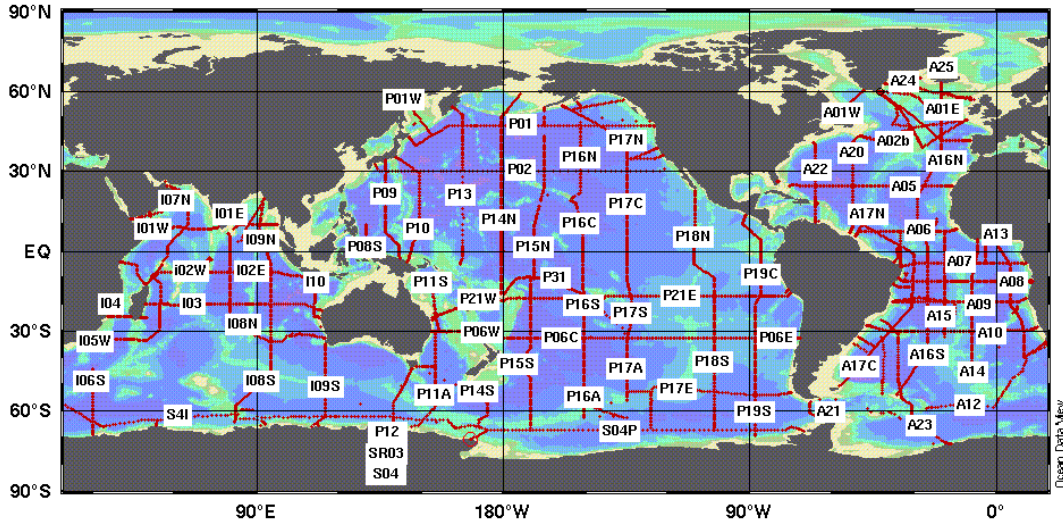 90°N
A25
A24
60°N
P01W
A01E
A01W
P01
P17N
A02b
A20
P16N
A16N
30°N
P02
A22
P09
A05
I07N
P13
P17C
I01E
P14N
A17N
I01W
P10
P16C
A06
A13
I09N
P18N
EQ
P08S
P15N
A07
i02W
I02E
P19C
I10
P11S
P31
A08
P21W
P21E
I04
I03
P16S
A09
P17S
A15
I08N
P06W
A10
30°S
I05W
P06C
P06E
A16S
P15S
P18S
P17A
A17C
A14
I06S
I08S
I09S
P11A
P14S
P17E
P16A
A12
60°S
S4I
P19S
A21
A23
P12
S04P
SR03
S04
90°S
90°E
180°W
90°W
0°
Ocean Data View